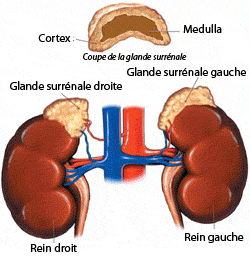 Cortex
Medulla
Coupe de la glande surrénale
Glande surrénale gauche
Glande surrénale droite
Rein droit
Rein gauche